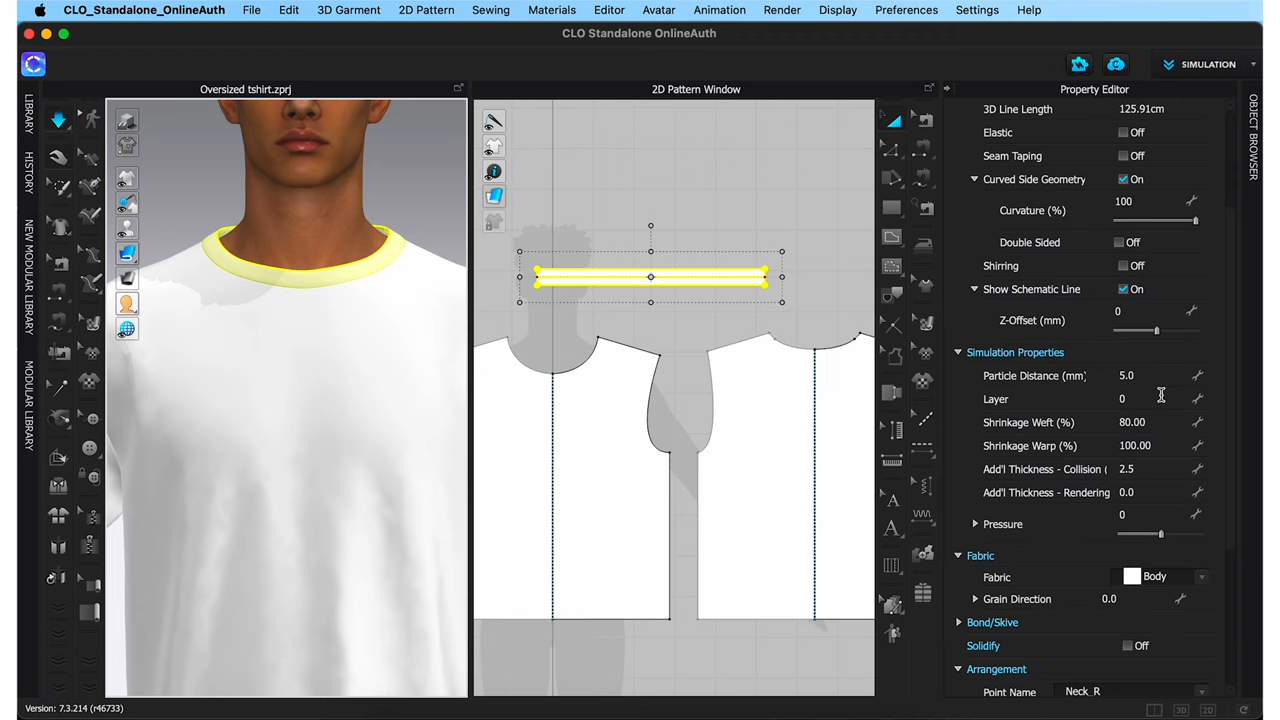 CLO_Standalone_OnlineAuth File Edit 3D Garment 2D Pattern Sewing Materials Editor Avatar Animation Render Display Preferences Settings Help
CLO Standalone OnlineAuth
SIMULATION
Oversized tshirt.zprj
2D Pattern Window
Property Editor
LIBRARY
HISTORY
NEW MODULAR LIBRARY
MODULAR LIBRARY
OBJECT BROWSER
3D Line Length 125.91cm
Elastic Off
Seam Taping Off
Curved Side Geometry On
Curvature (%) 100
Double Sided Off
Shirring Off
Show Schematic Line On
Z-Offset (mm) 0
Simulation Properties
Particle Distance (mm) 5.0
Layer 0
Shrinkage Weft (%) 80.00
Shrinkage Warp (%) 100.00
Add'l Thickness - Collision ( 2.5
Add'l Thickness - Rendering 0.0
Pressure 0
Fabric
Fabric Body
Grain Direction 0.0
Bond/Skive
Solidify Off
Arrangement
Point Name Neck_R
Version: 7.3.214 (r46733)
3D 2D